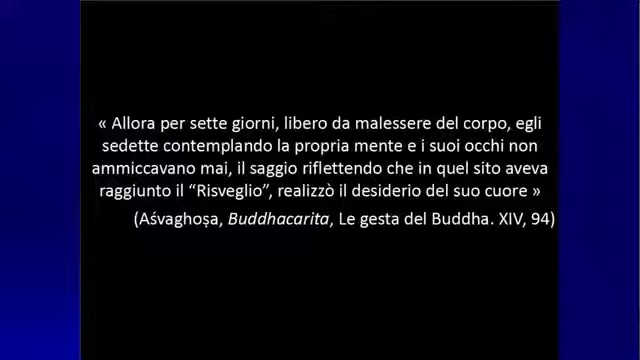 « Allora per sette giorni, libero da malessere del corpo, egli
sedette contemplando la propria mente e i suoi occhi non
ammiccavano mai, il saggio riflettendo che in quel sito aveva
raggiunto il “Risveglio”, realizzò il desiderio del suo cuore »
(Aśvaghoṣa, Buddhacarita, Le gesta del Buddha. XIV, 94)